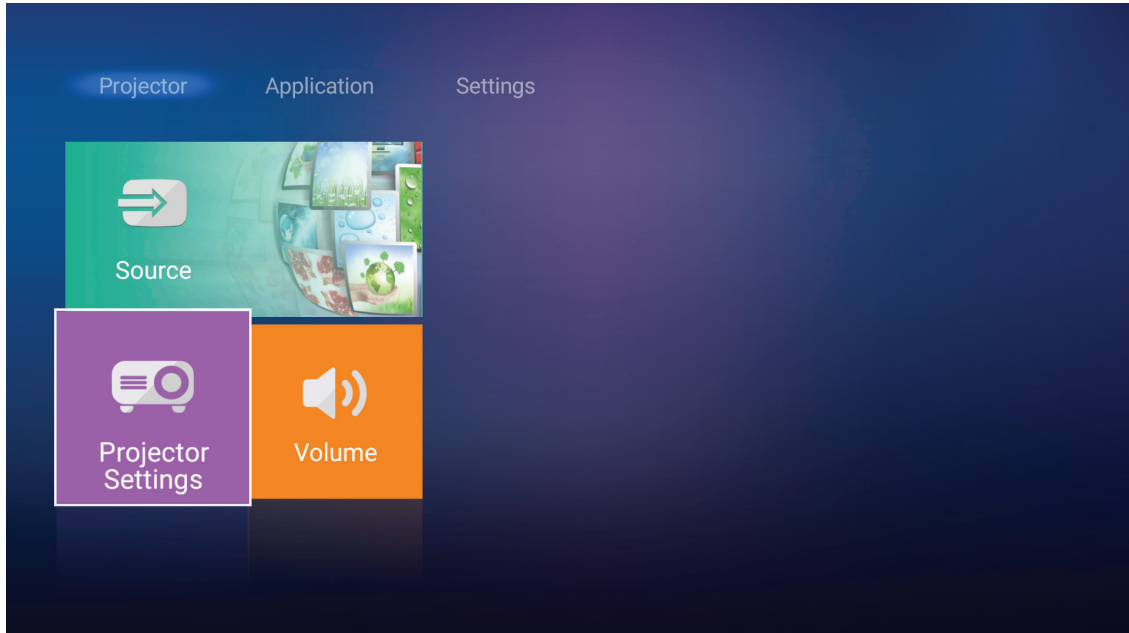 Projector Application Settings
Source
Projector
Settings
Volume